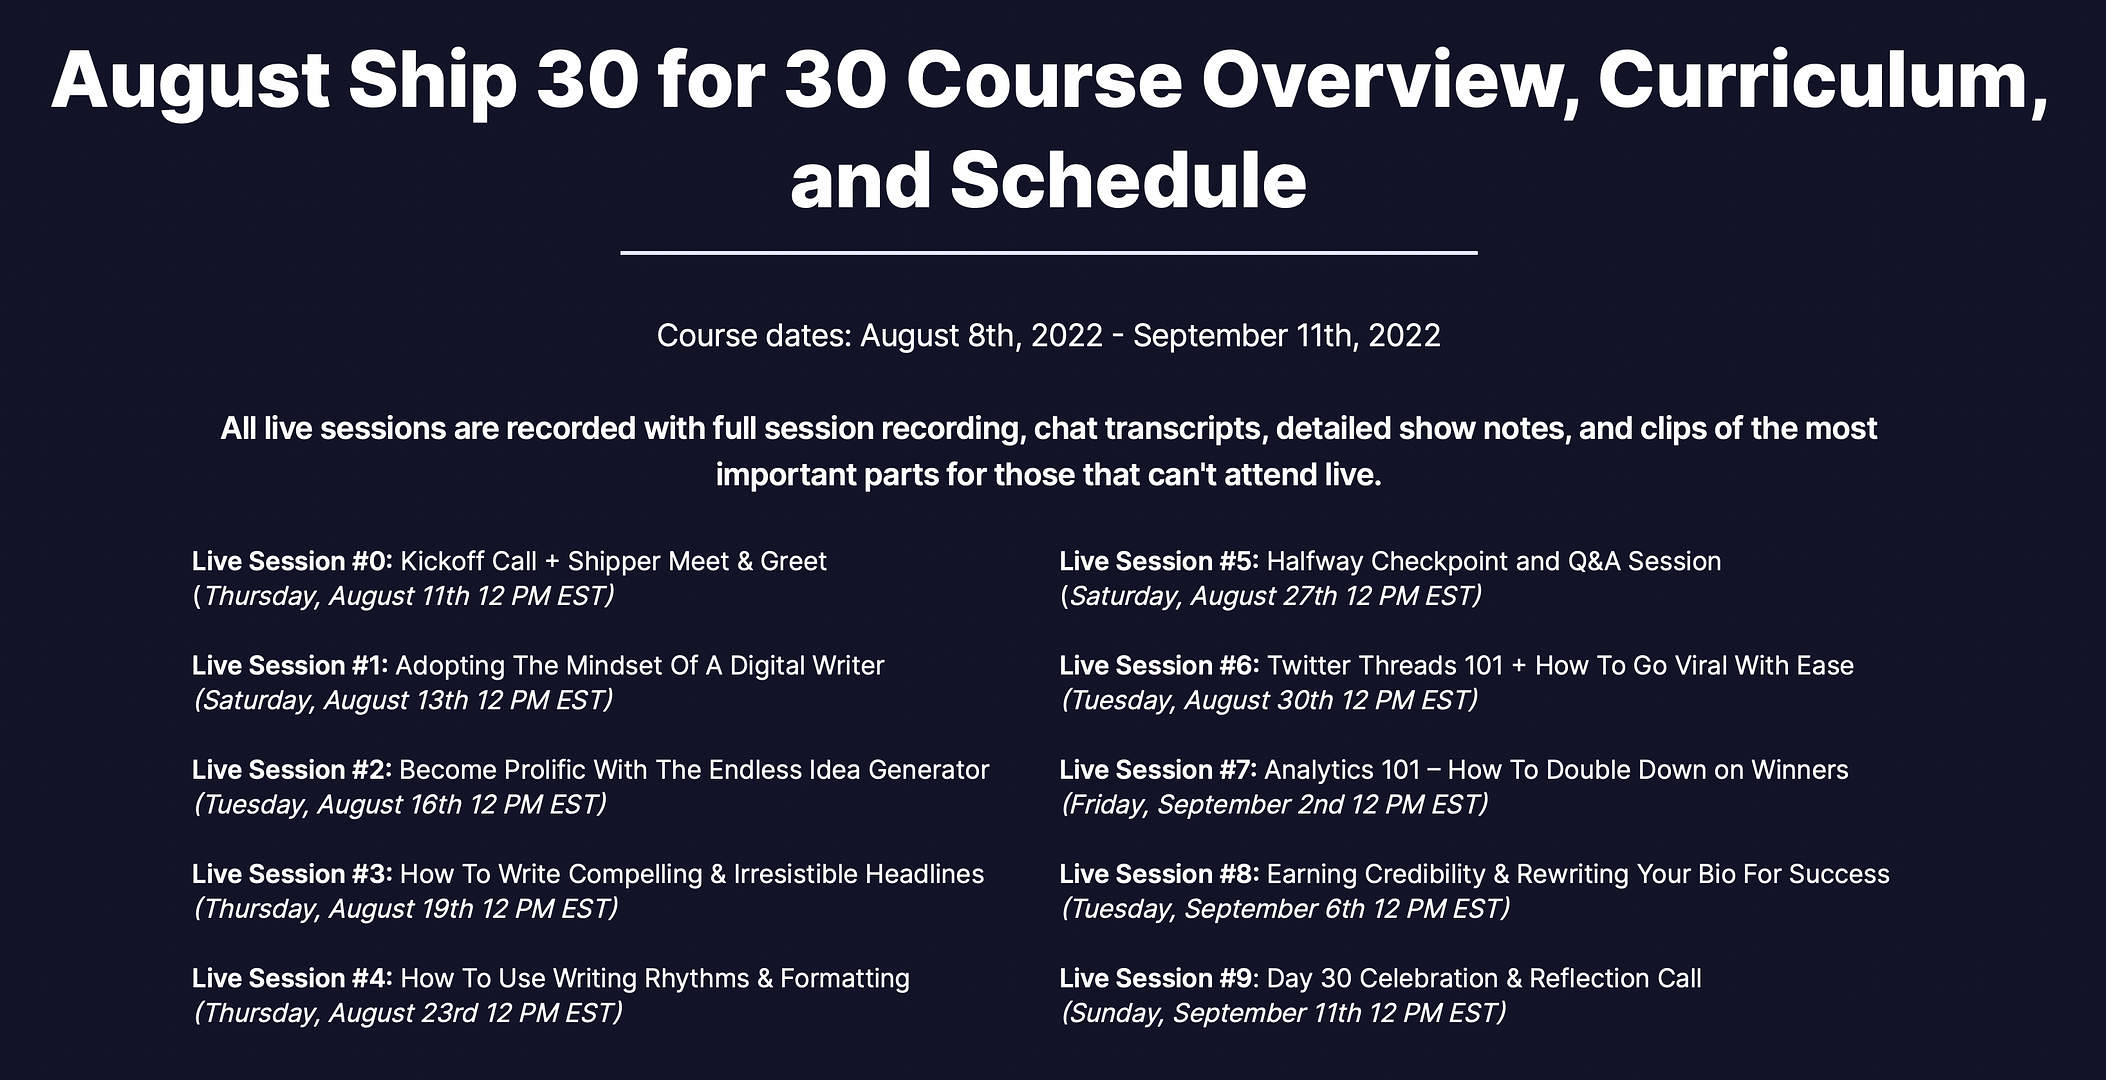 August Ship 30 for 30 Course Overview, Curriculum,
and Schedule
Course dates: August 8th, 2022 - September 11th, 2022
All live sessions are recorded with full session recording, chat transcripts, detailed show notes, and clips of the most
important parts for those that can't attend live.
Live Session #0: Kickoff Call + Shipper Meet & Greet
(Thursday, August 11th 12 PM EST)
Live Session #1: Adopting The Mindset Of A Digital Writer
(Saturday, August 13th 12 PM EST)
Live Session #2: Become Prolific With The Endless Idea Generator
(Tuesday, August 16th 12 PM EST)
Live Session #3: How To Write Compelling & Irresistible Headlines
(Thursday, August 19th 12 PM EST)
Live Session #4: How To Use Writing Rhythms & Formatting
(Thursday, August 23rd 12 PM EST)
Live Session #5: Halfway Checkpoint and Q&A Session
(Saturday, August 27th 12 PM EST)
Live Session #6: Twitter Threads 101 + How To Go Viral With Ease
(Tuesday, August 30th 12 PM EST)
Live Session #7: Analytics 101 – How To Double Down on Winners
(Friday, September 2nd 12 PM EST)
Live Session #8: Earning Credibility & Rewriting Your Bio For Success
(Tuesday, September 6th 12 PM EST)
Live Session #9: Day 30 Celebration & Reflection Call
(Sunday, September 11th 12 PM EST)